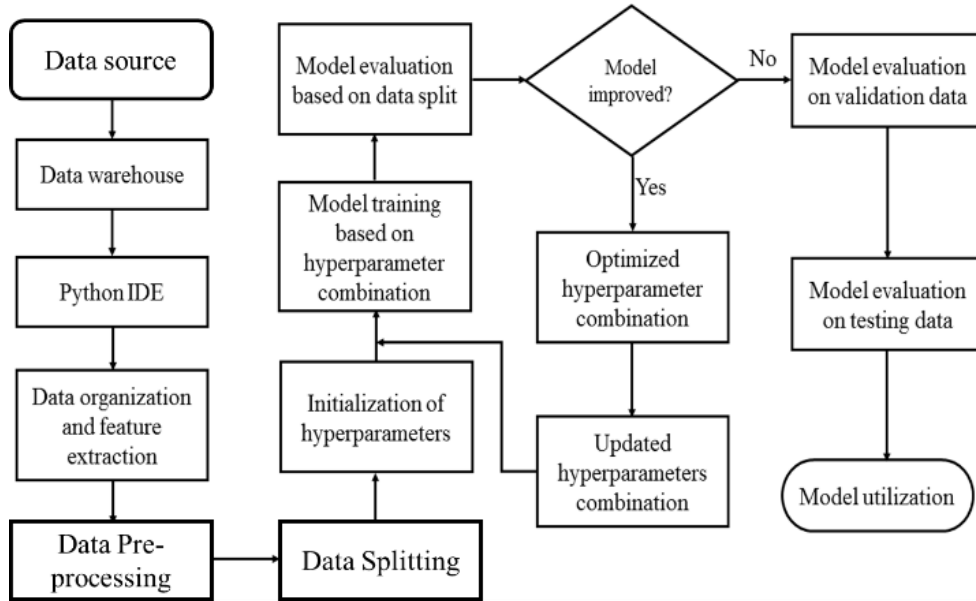 Data source
Data warehouse
Python IDE
Data organization
and feature
extraction
Data Pre-
processing
Data Splitting
Initialization of
hyperparameters
Model training
based on
hyperparameter
combination
Model evaluation
based on data split
Model
improved?
No
Yes
Optimized
hyperparameter
combination
Updated
hyperparameters
combination
Model evaluation
on validation data
Model evaluation
on testing data
Model utilization